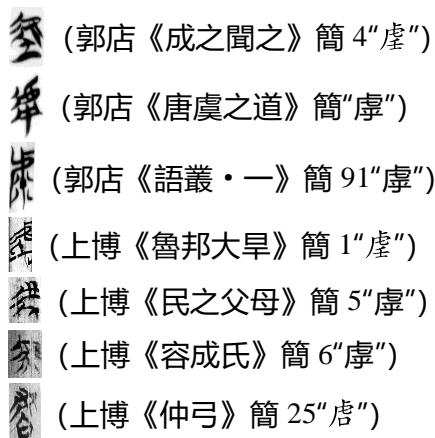 (郭店《成之聞之》簡 4“”)
(郭店《唐虞之道》簡“虖”)
(郭店《語叢·一》簡 91“虖”)
(上博《魯邦大旱》簡 1“”)
(上博《民之父母》簡 5“虖”)
(上博《容成氏》簡 6“虖”)
(上博《仲弓》簡 25“”)